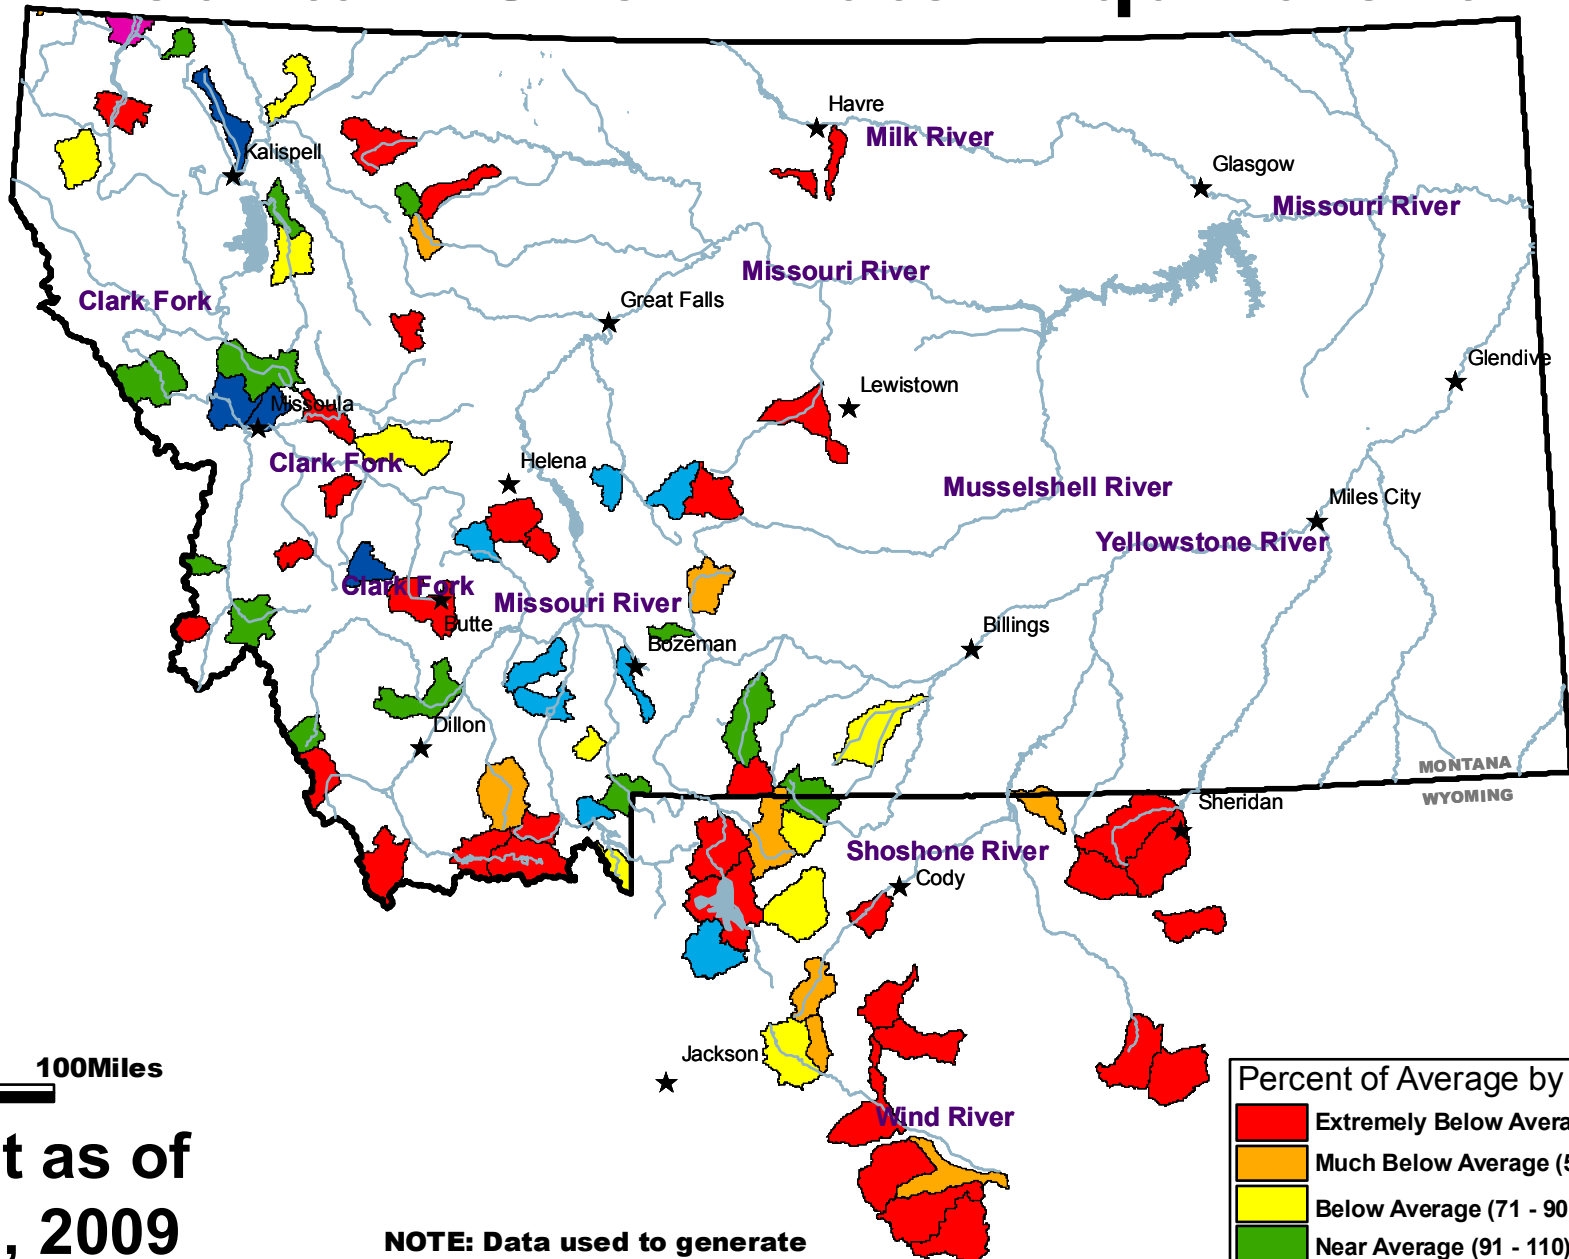 Havre
Milk River
Kalispell
Glasgow
Missouri River
Missouri River
Clark Fork
Great Falls
Glendive
Lewistown
Missoula
Clark Fork
Helena
Musselshell River
Miles City
Yellowstone River
Clark Fork
Missouri River
Butte
Billings
Bozeman
Dillon
MONTANA
WYOMING
Sheridan
Shoshone River
Cody
Jackson
100Miles
Wind River
t as of
, 2009
NOTE: Data used to generate
Percent of Average by
Extremely Below Avera
Much Below Average (5
Below Average (71 - 90
Near Average (91 - 110)